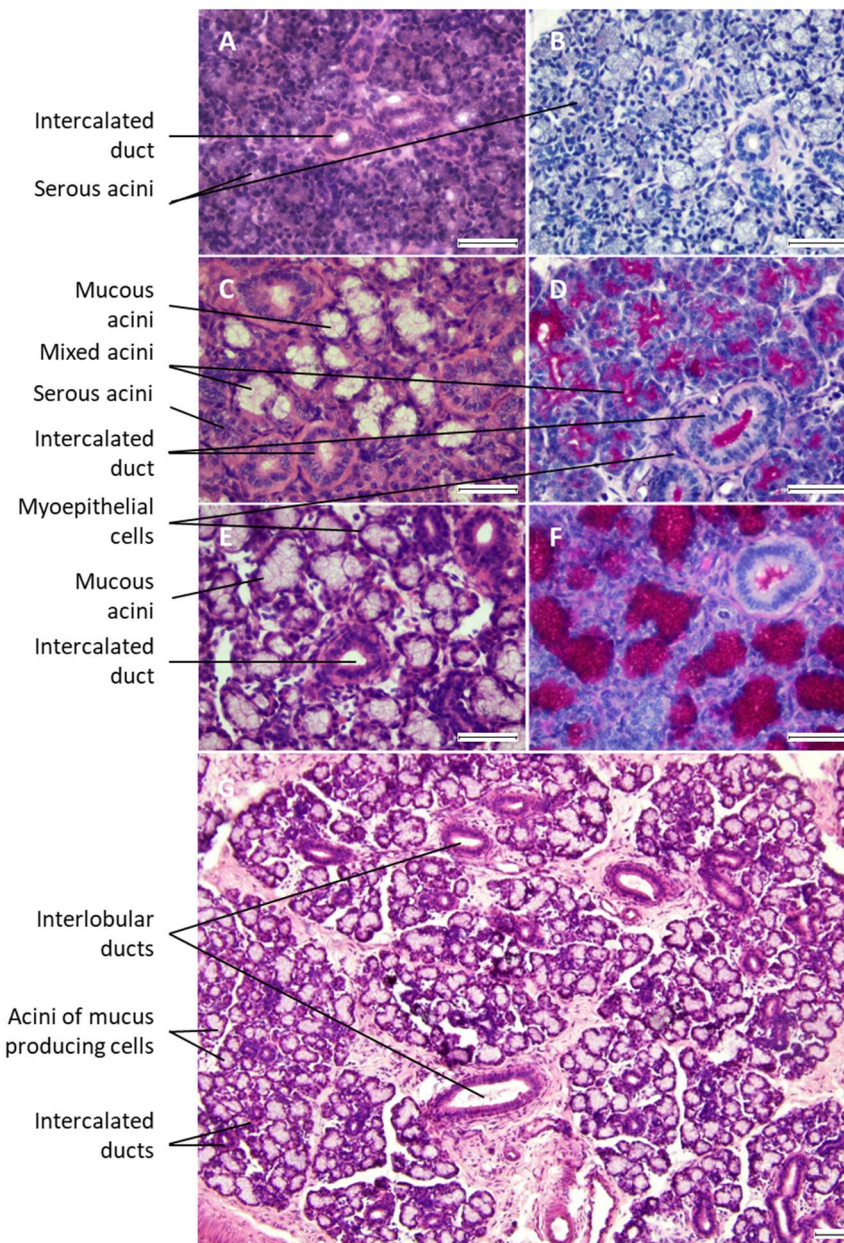 A
B
Intercalated
duct
Serous acini
C
D
Mucous
acini
Mixed acini
Serous acini
Intercalated
duct
Myoepithelial
cells
E
F
Mucous
acini
Intercalated
duct
G
Interlobular
ducts
Acini of mucus
producing cells
Intercalated
ducts